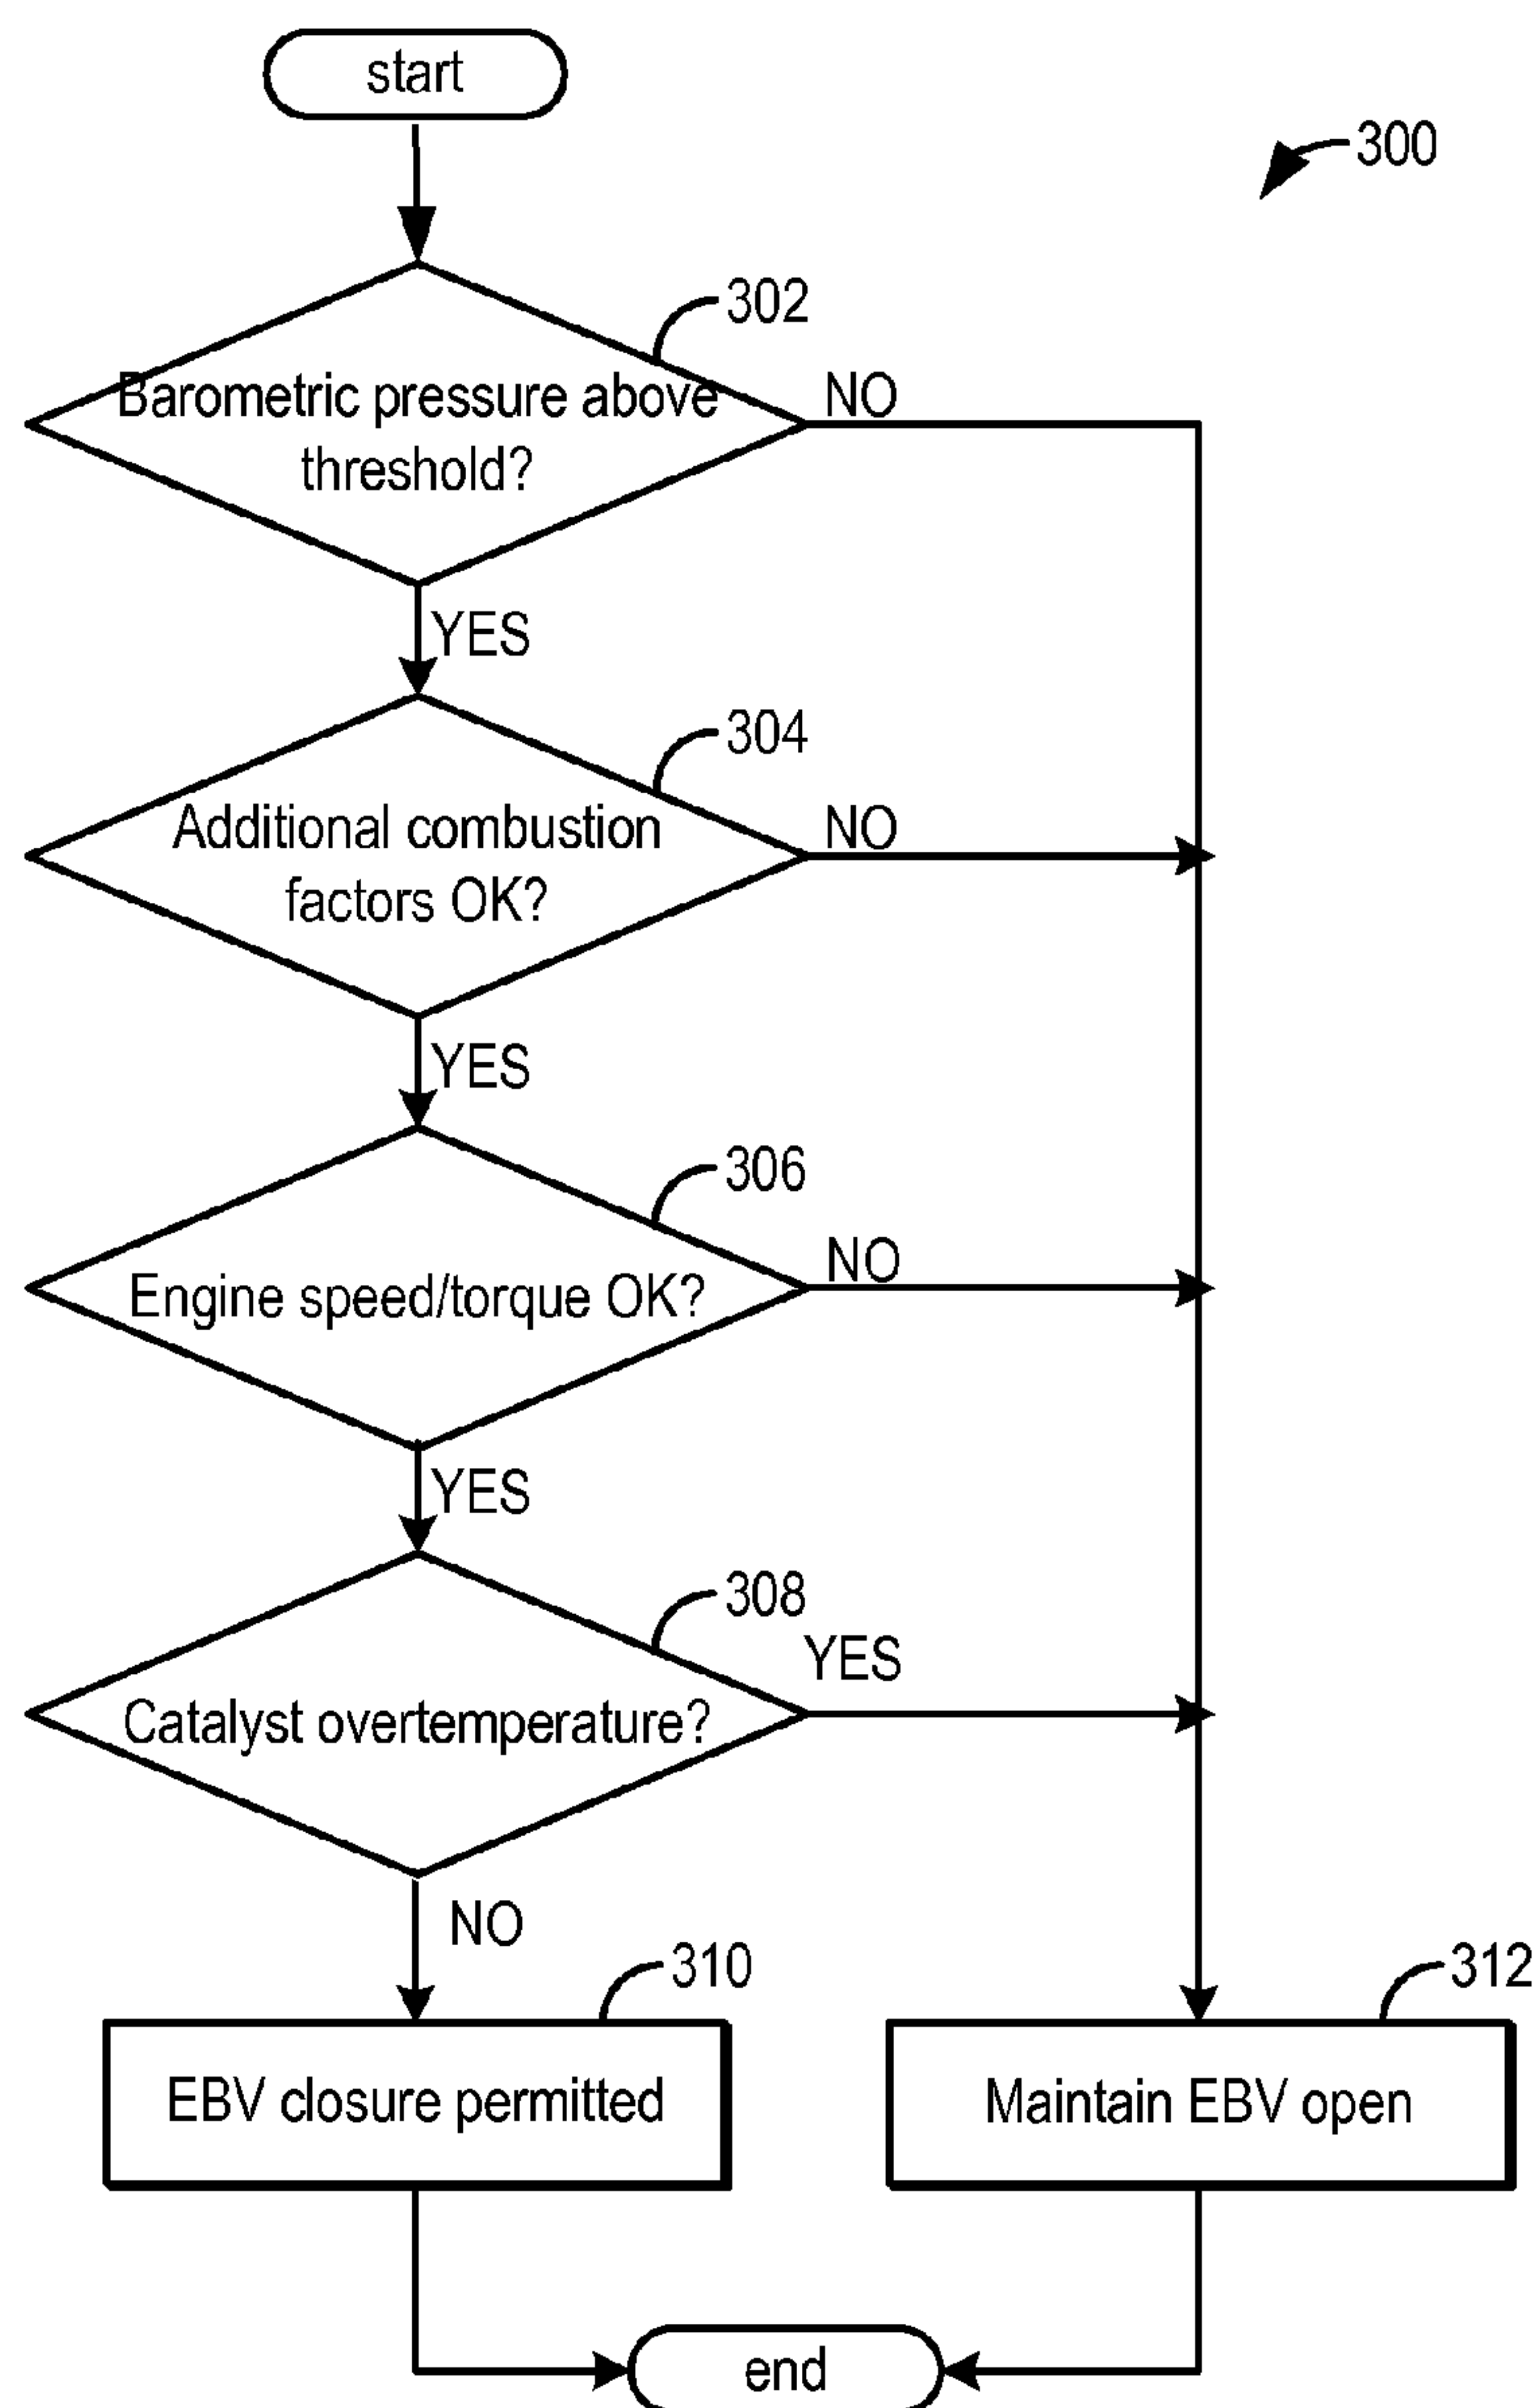 start
300
302
Barometric pressure above
threshold?
NO
YES
304
Additional combustion
factors OK?
NO
YES
306
Engine speed/torque OK?
NO
YES
308
Catalyst overtemperature?
YES
NO
310
EBV closure permitted
312
Maintain EBV open
end